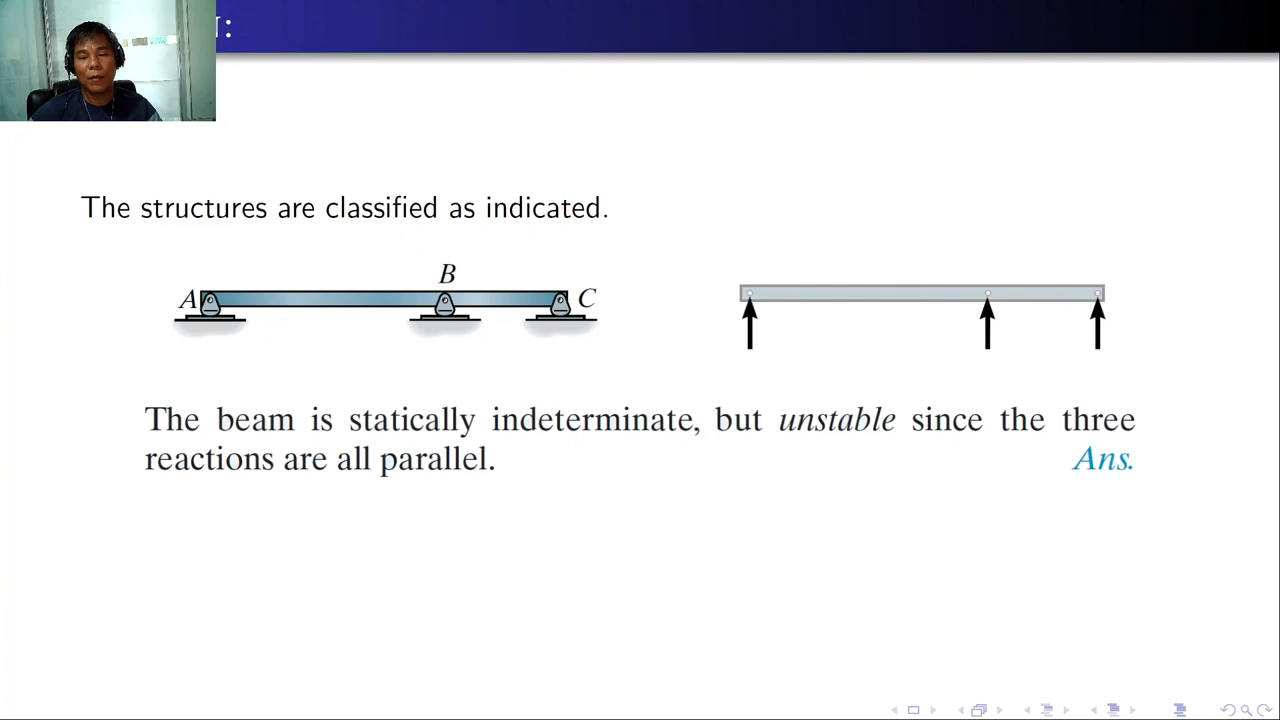 The structures are classified as indicated.
B
A
C
The beam is statically indeterminate, but unstable since the three
reactions are all parallel. Ans.